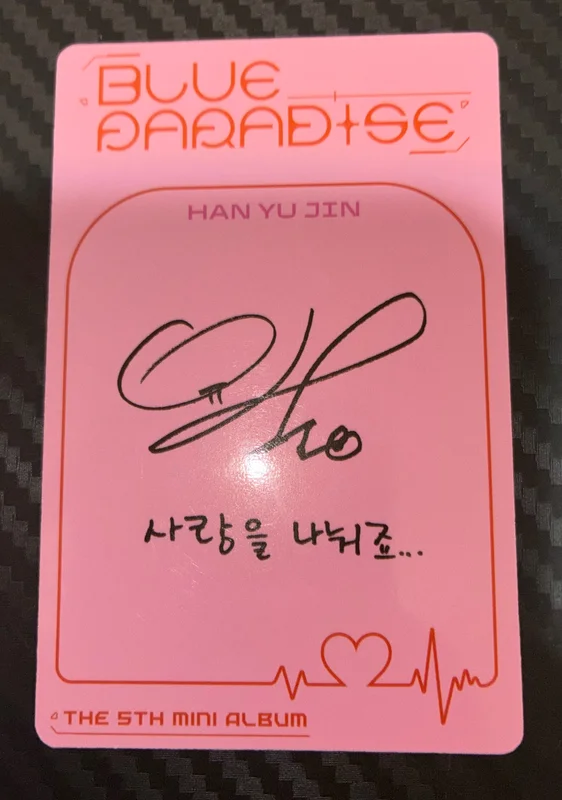 BLUE
PARADISE
HAN YU JIN
사랑을 나눠죠...
THE 5TH MINI ALBUM